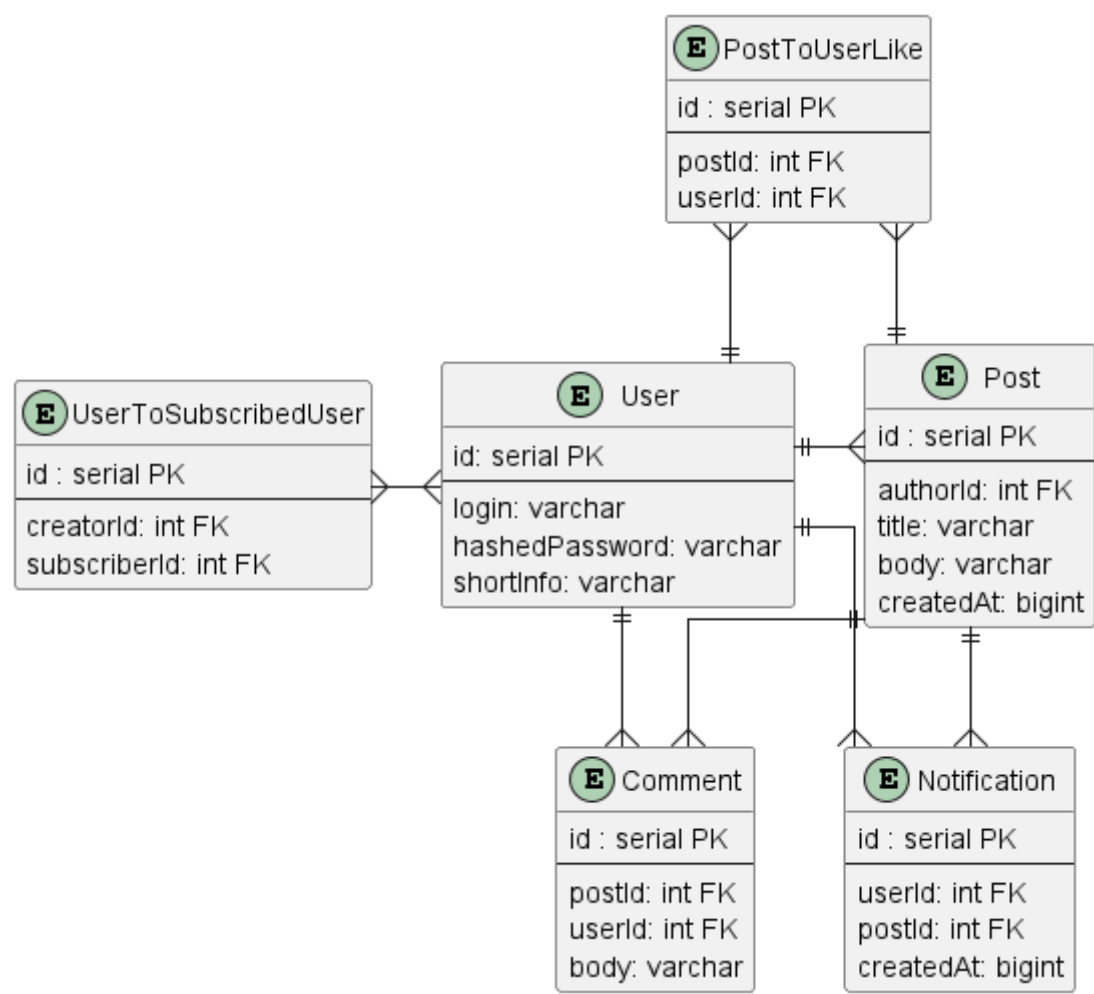 E PostToUserLike
id : serial PK
postId: int FK
userId: int FK
E UserToSubscribedUser
id : serial PK
creatorId: int FK
subscriberId: int FK
E User
id: serial PK
login: varchar
hashedPassword: varchar
shortInfo: varchar
E Post
id : serial PK
authorId: int FK
title: varchar
body: varchar
createdAt: bigint
E Comment
id : serial PK
postId: int FK
userId: int FK
body: varchar
E Notification
id : serial PK
userId: int FK
postId: int FK
createdAt: bigint